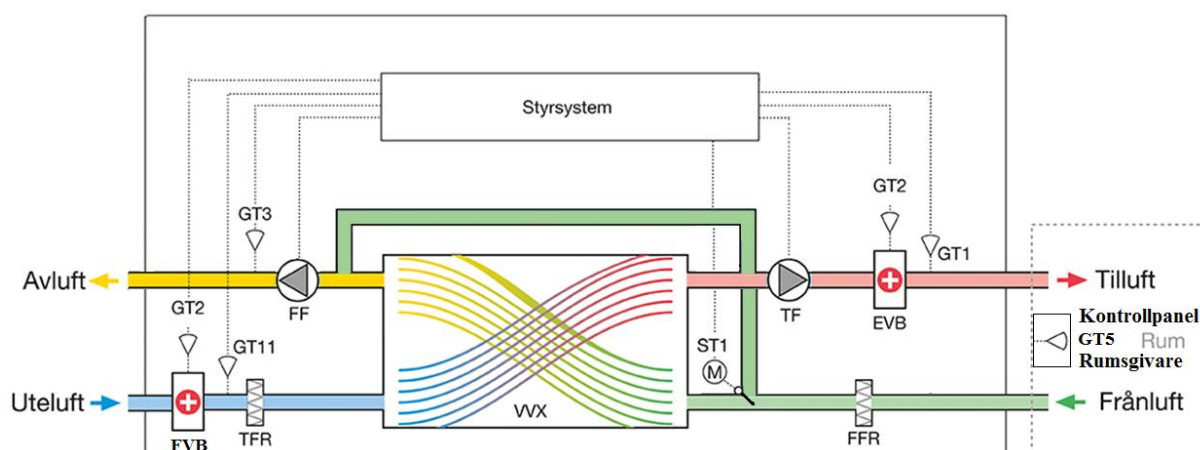 Styrsystem
GT2
GT3
GT1
Avluft
FF
TF
Tilluft
GT2
EVB
Kontrollpanel
GT5 Rum
Rumsgivare
GT11
ST1
M
Uteluft
VVX
Frånluft
EVB
TFR
FFR